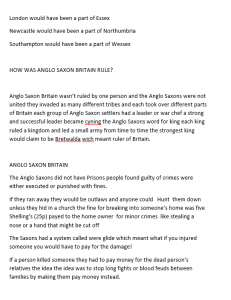 London would have been a part of Essex
Newcastle would have been a part of Northumbria
Southampton would have been a part of Wessex
HOW WAS ANGLO SAXON BRITAIN RULE?
Anglo Saxon Britain wasn't ruled by one person and the Anglo Saxons were not
united they invaded as many different tribes and each took over different parts
of Britain each group of Anglo Saxon settlers had a leader or war chef a strong
and successful leader became cyning the Anglo Saxons word for king each king
ruled a kingdom and led a small army from time to time the strongest king
would claim to be Bretwalda wich meant ruler of Britain.
ANGLO SAXON BRITAIN
The Anglo Saxons did not have Prisons people found guilty of crimes were
either executed or punished with fines.
If they ran away they would be outlaws and anyone could Hunt them down
unless they hid in a church the fine for breaking into someone's home was five
Shelling's (25p) payed to the home owner for minor crimes like stealing a
nose or a hand might be cut off
The Saxons had a system called were glide which meant what if you injured
someone you would have to pay for the damage!
If a person killed someone they had to pay money for the dead person's
relatives the idea the idea was to stop long fights or blood feuds between
families by making them pay money instead.